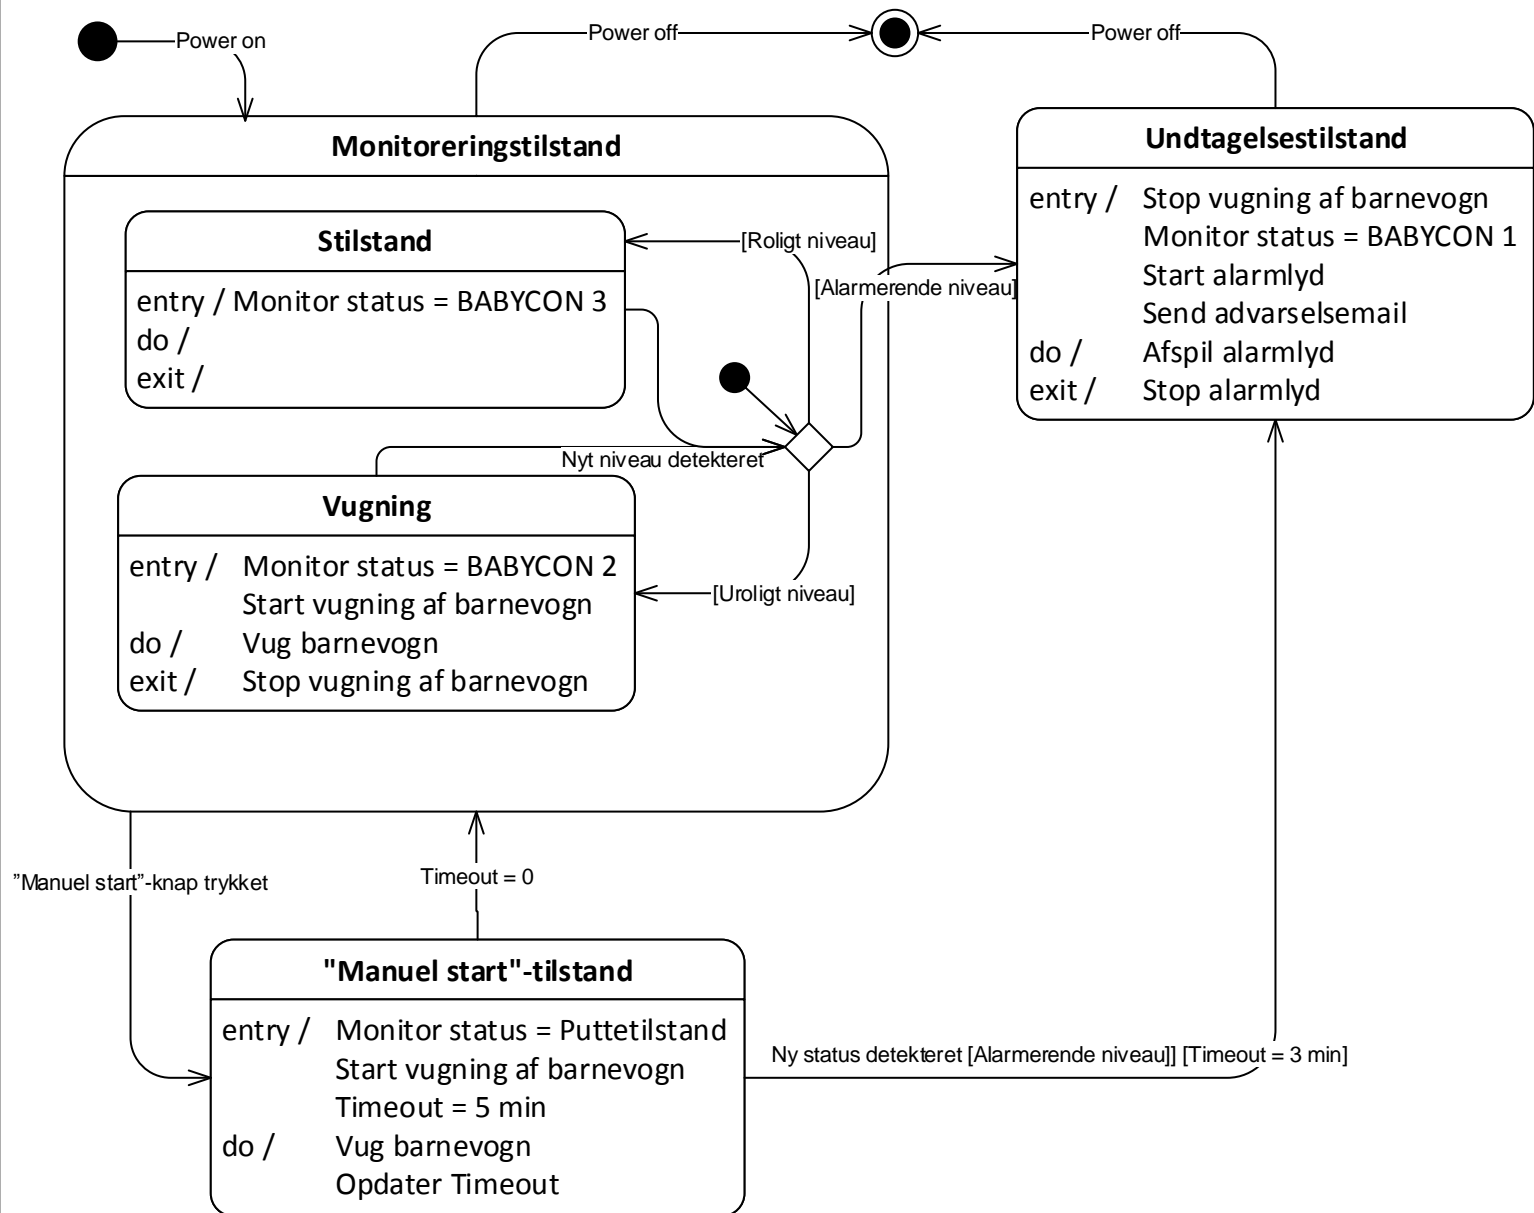 Power on
Power off
Power off
Monitoreringstilstand
Undtagelsestilstand
entry / Stop vugning af barnevogn
Monitor status = BABYCON 1
Start alarmlyd
Send advarselsemail
do / Afspil alarmlyd
exit / Stop alarmlyd
Stilstand
entry / Monitor status = BABYCON 3
do /
exit /
[Roligt niveau]
[Alarmerende niveau]
Nyt niveau detekteret
Vugning
entry / Monitor status = BABYCON 2
Start vugning af barnevogn
do / Vug barnevogn
exit / Stop vugning af barnevogn
[Uroligt niveau]
”Manuel start”-knap trykket
Timeout = 0
"Manuel start"-tilstand
entry / Monitor status = Puttetilstand
Start vugning af barnevogn
Timeout = 5 min
do / Vug barnevogn
Opdater Timeout
Ny status detekteret [Alarmerende niveau]] [Timeout = 3 min]